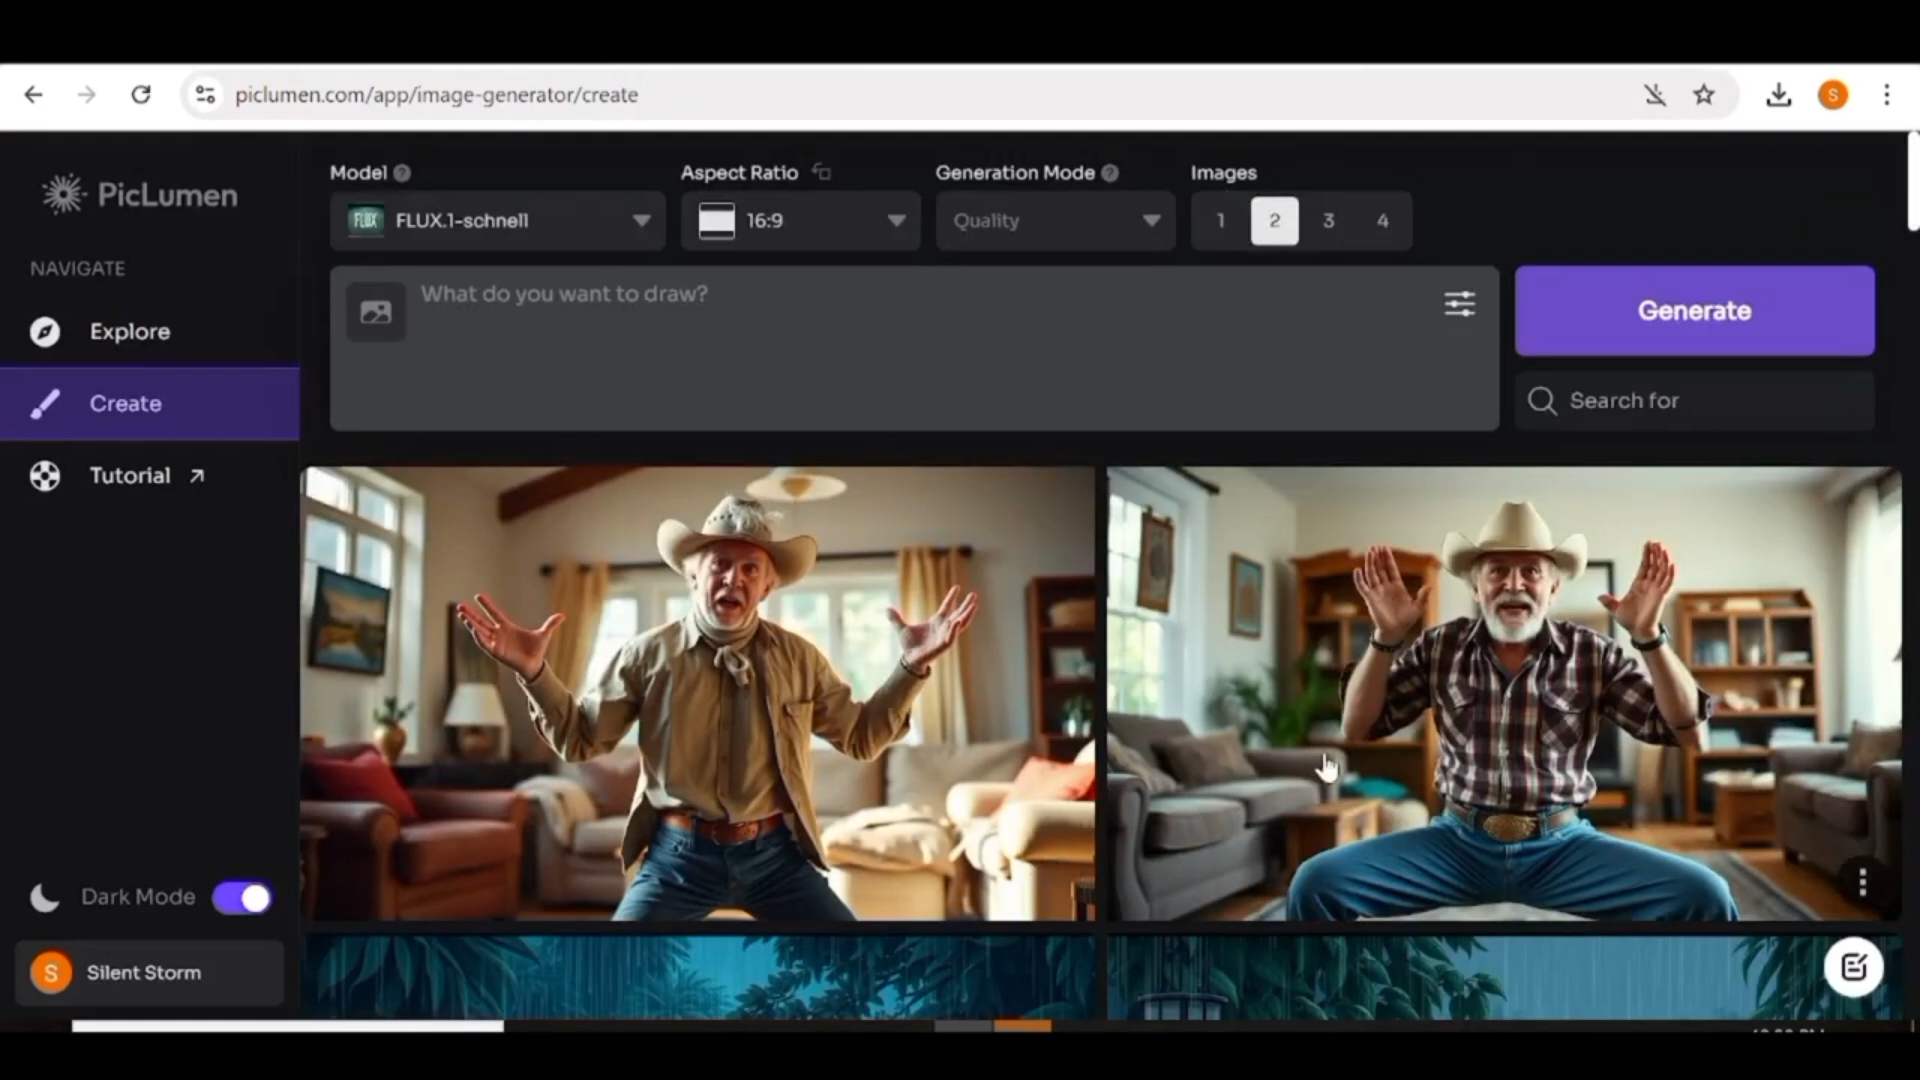 piclumen.com/app/image-generator/create
S
PicLumen
NAVIGATE
Explore
Create
Tutorial
Dark Mode
S Silent Storm
Model
Aspect Ratio
Generation Mode
Images
FLUX FLUX.1-schnell
16:9
Quality
1 2 3 4
What do you want to draw?
Generate
Search for